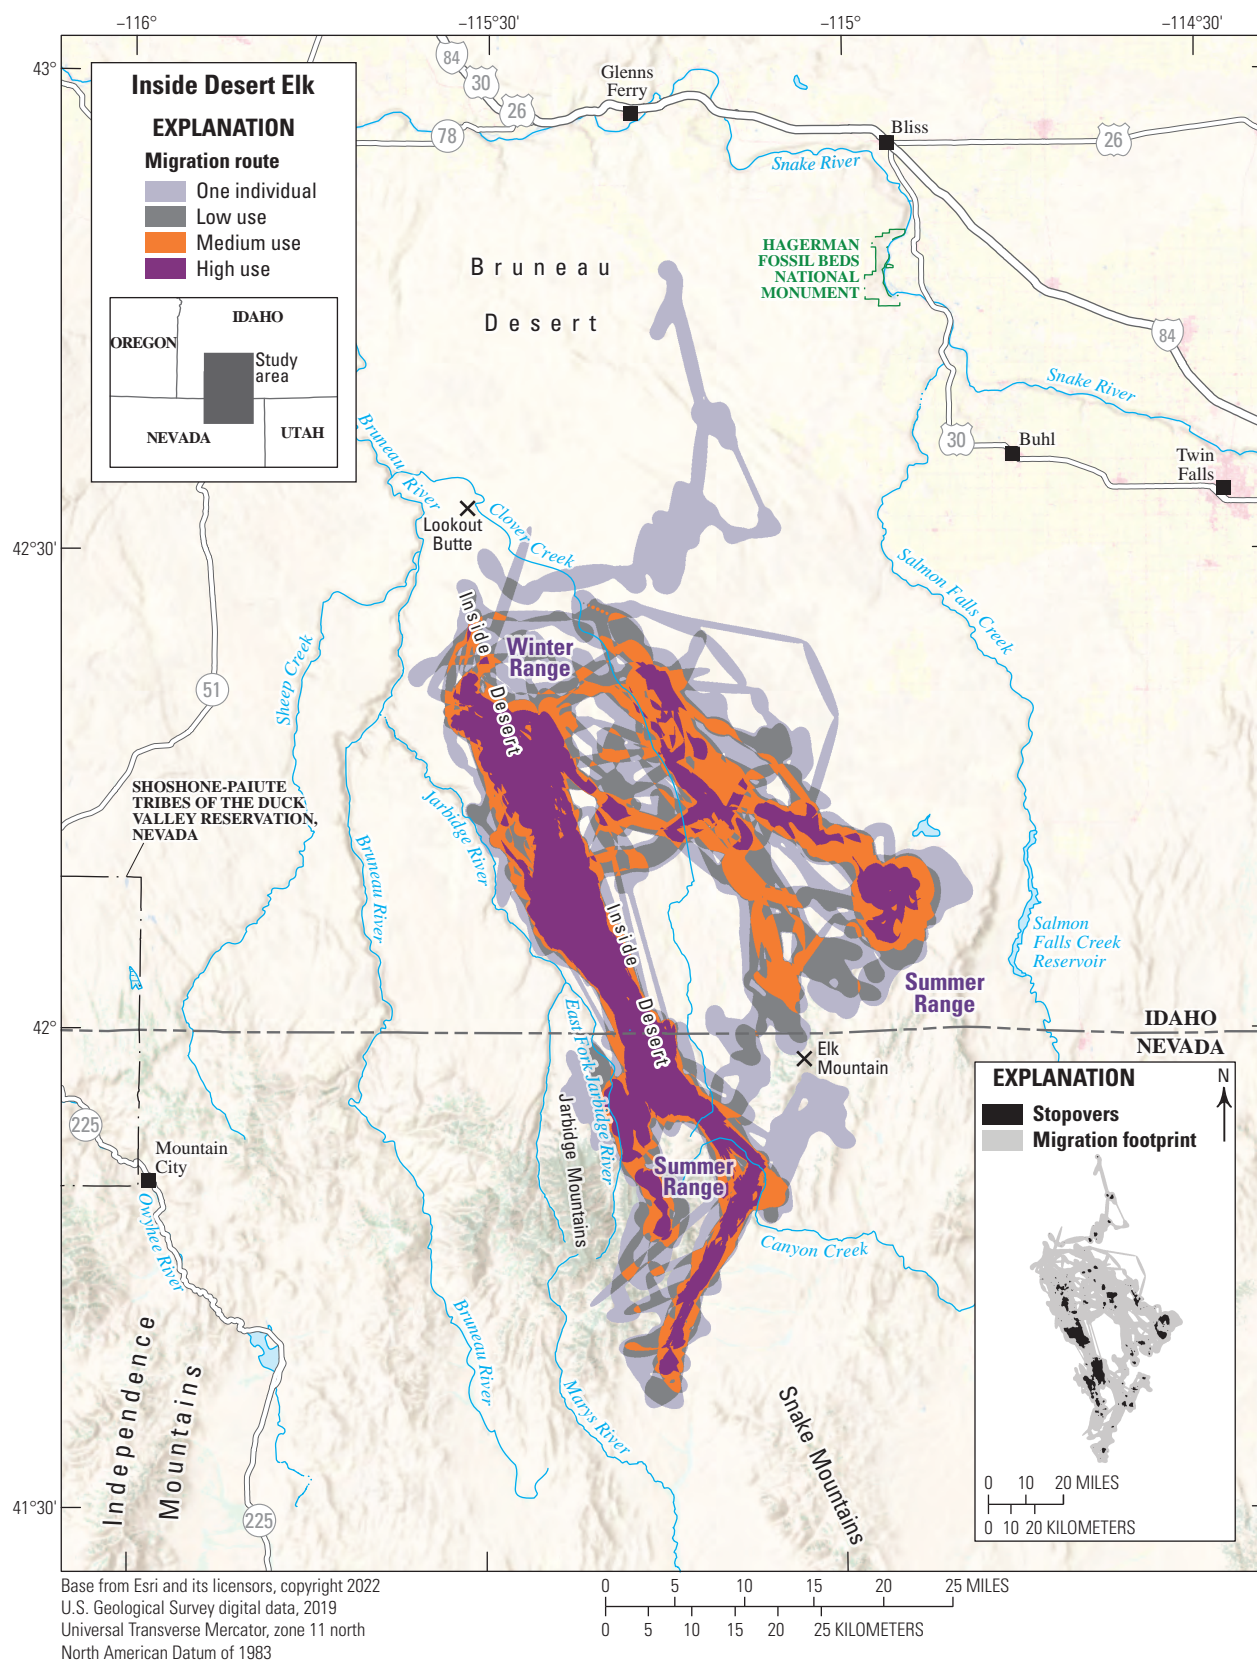 −116°
−115°30'
−115°
−114°30'
43°
42°30'
42°
41°30'
Inside Desert Elk
EXPLANATION
Migration route
One individual
Low use
Medium use
High use
IDAHO
OREGON
Study
area
NEVADA
UTAH
84
30
26
78
Glenns
Ferry
Bliss
26
Snake River
HAGERMAN
FOSSIL BEDS
NATIONAL
MONUMENT
Bruneau
Desert
84
Snake River
30
Buhl
Twin
Falls
Bruneau
River
Lookout
Butte
Clover Creek
Salmon Falls Creek
Sheep Creek
51
Inside
Desert
Winter
Range
SHOSHONE-PAIUTE
TRIBES OF THE DUCK
VALLEY RESERVATION,
NEVADA
Jarbidge River
Bruneau River
Inside
Desert
Salmon
Falls Creek
Reservoir
Summer
Range
IDAHO
NEVADA
East Fork Jarbidge River
Elk
Mountain
Jarbidge Mountains
225
Mountain
City
Owyhee River
Summer
Range
Canyon Creek
Bruneau River
Marys River
Independence
Mountains
225
Snake Mountains
EXPLANATION
N
Stopovers
Migration footprint
0 10 20 MILES
0 10 20 KILOMETERS
Base from Esri and its licensors, copyright 2022
U.S. Geological Survey digital data, 2019
Universal Transverse Mercator, zone 11 north
North American Datum of 1983
0 5 10 15 20 25 MILES
0 5 10 15 20 25 KILOMETERS